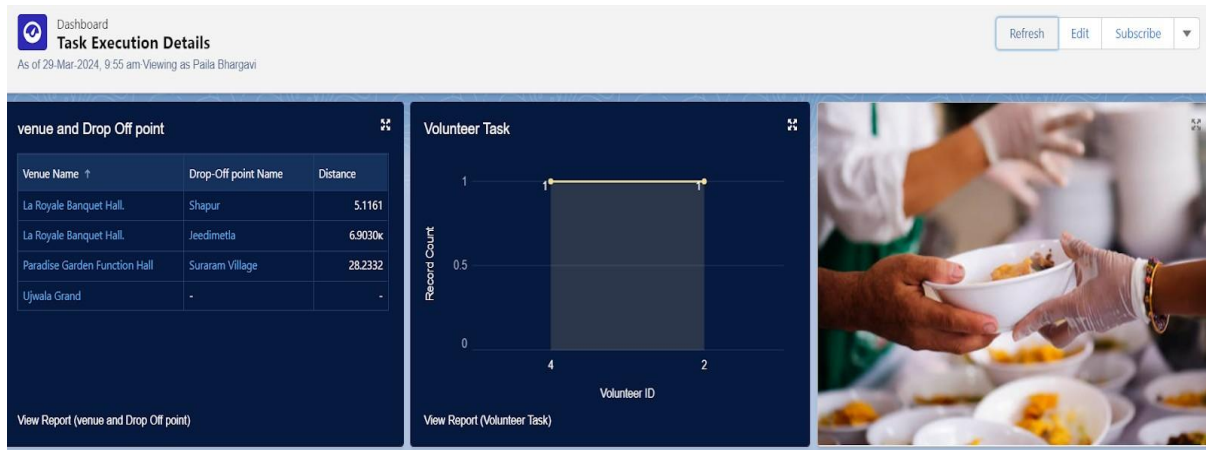 Dashboard
Task Execution Details
As of 29-Mar-2024, 9:55 am·Viewing as Paila Bhargavi
Refresh Edit Subscribe
venue and Drop Off point
Venue Name ↑ Drop-Off point Name Distance
La Royale Banquet Hall. Shapur 5.1161
La Royale Banquet Hall. Jeedimetla 6.9030K
Paradise Garden Function Hall Suraram Village 28.2332
Ujwala Grand - -
View Report (venue and Drop Off point)
Volunteer Task
Record Count
1
0.5
0
1 1
4 2
Volunteer ID
View Report (Volunteer Task)